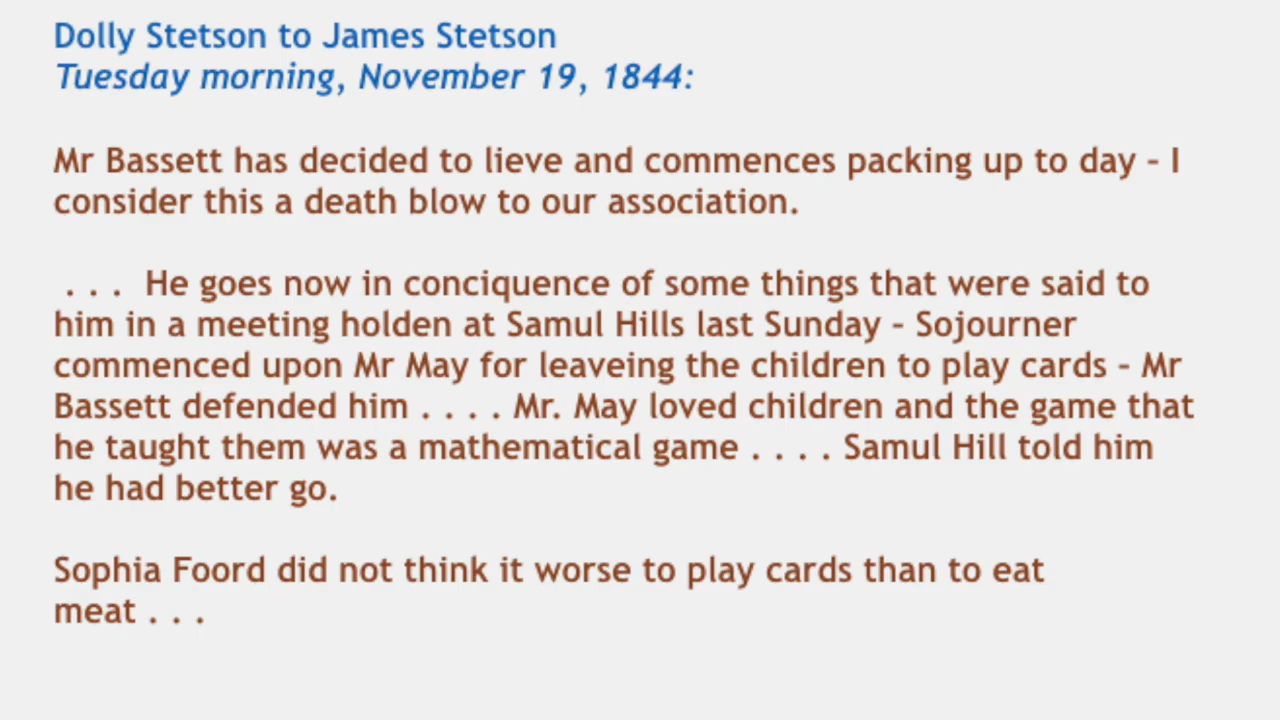 Dolly Stetson to James Stetson
Tuesday morning, November 19, 1844:
Mr Bassett has decided to lieve and commences packing up to day – I
consider this a death blow to our association.
. . . He goes now in conciquence of some things that were said to
him in a meeting holden at Samul Hills last Sunday – Sojourner
commenced upon Mr May for leaveing the children to play cards – Mr
Bassett defended him . . . . Mr. May loved children and the game that
he taught them was a mathematical game . . . . Samul Hill told him
he had better go.
Sophia Foord did not think it worse to play cards than to eat
meat . . .